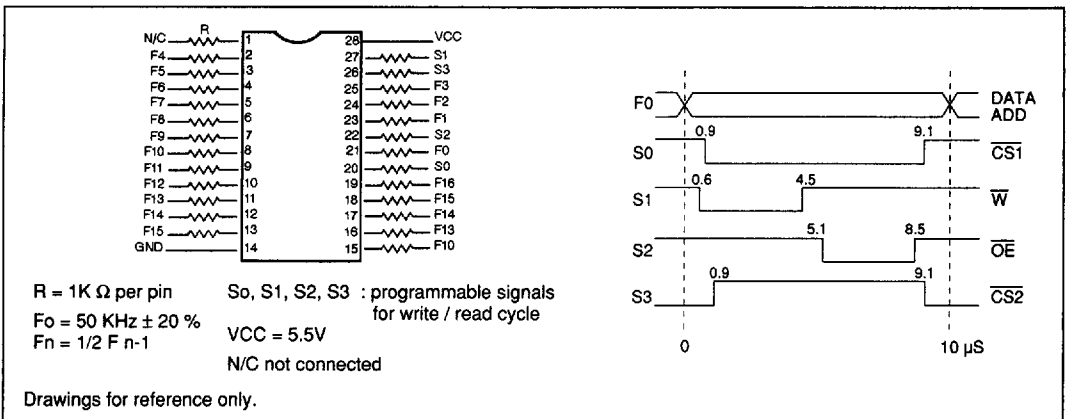 R
N/C 1 28 VCC
F4 2 27 S1
F5 3 26 S3
F6 4 25 F3
F7 5 24 F2
F8 6 23 F1
F9 7 22 S2
F10 8 21 F0
F11 9 20 S0
F12 10 19 F16
F13 11 18 F15
F14 12 17 F14
F15 13 16 F13
GND 14 15 F10
R = 1K Ω per pin
Fo = 50 KHz ± 20 %
Fn = 1/2 F n-1
So, S1, S2, S3 : programmable signals
for write / read cycle
VCC = 5.5V
N/C not connected
F0 DATA
ADD
S0 0.9 9.1 CS1
S1 0.6 4.5 W
S2 5.1 8.5 OE
S3 0.9 9.1 CS2
0 10 µS
Drawings for reference only.